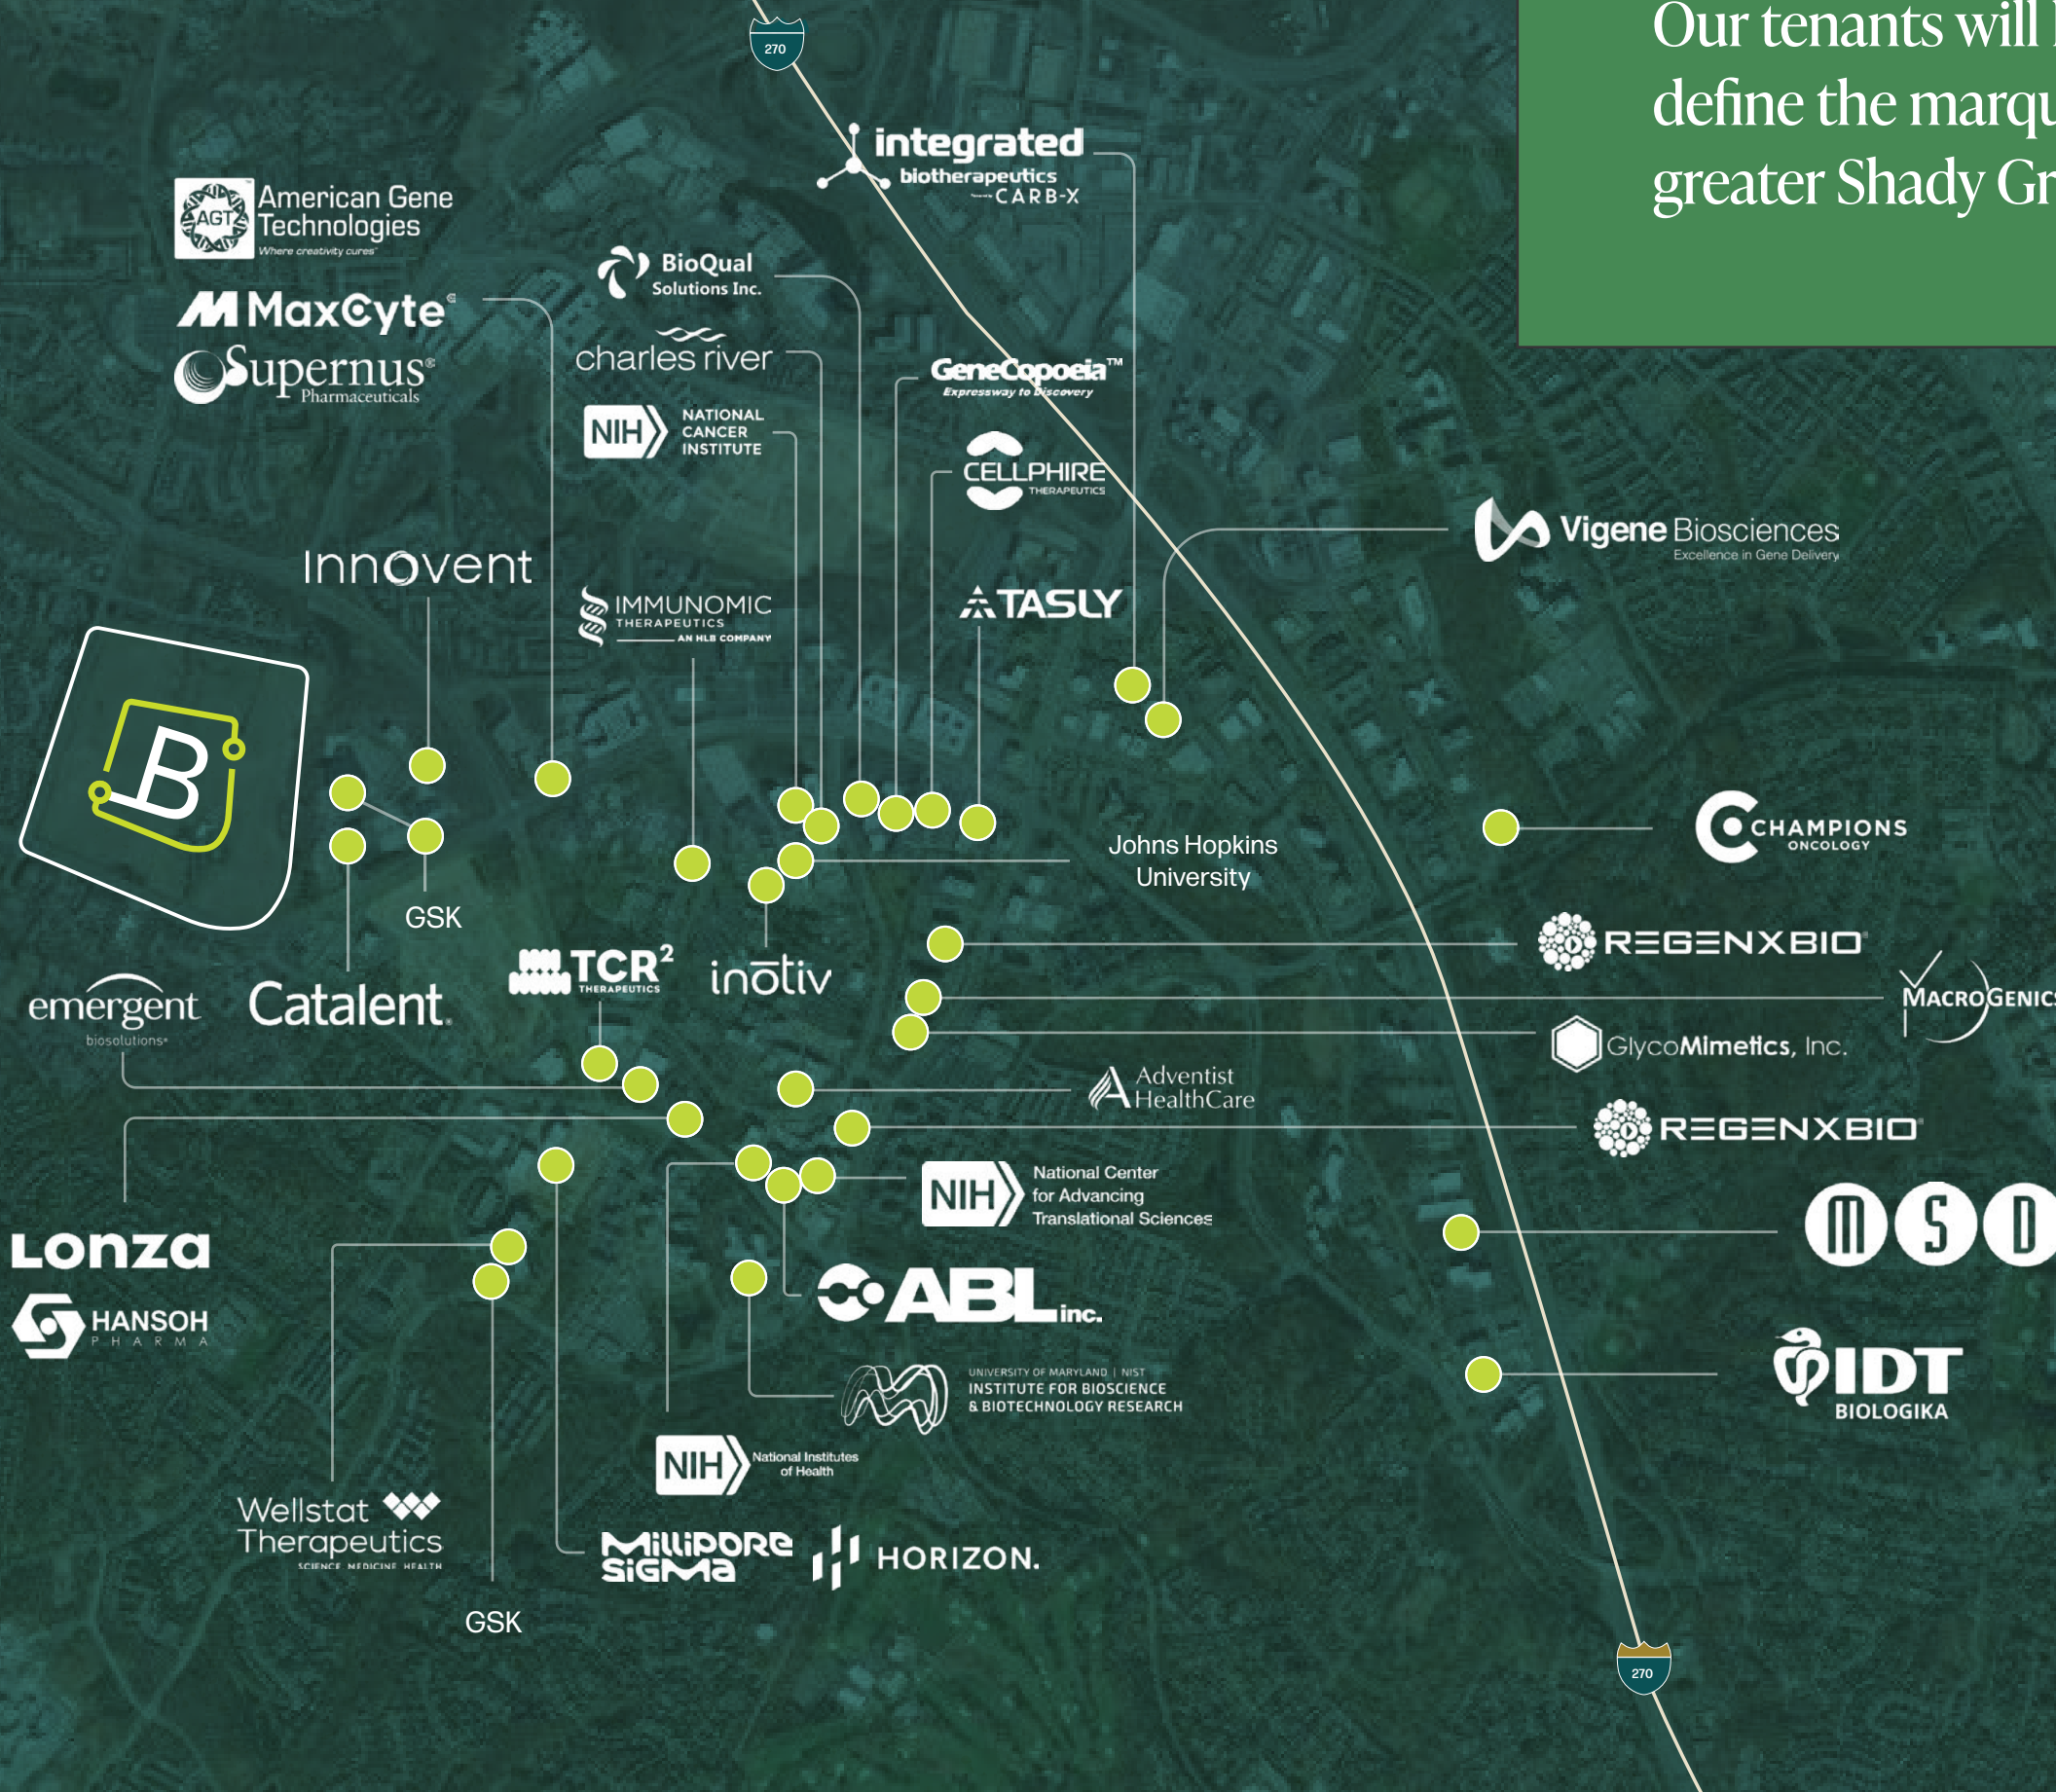 270
Our tenants will
define the marqu
greater Shady Gr
integrated
biotherapeutics
CARB-X
AGT
American Gene
Technologies
Where creativity cures
MaxCyte
Supernus®
Pharmaceuticals
BioQual
Solutions Inc.
charles river
NIH
NATIONAL
CANCER
INSTITUTE
GeneCopoeia™
Expressway to Discovery
CELLPHIRE
THERAPEUTICS
Vigene Biosciences
Excellence in Gene Delivery
Innovent
IMMUNOMIC
THERAPEUTICS
AN HLB COMPANY
TASLY
B
Johns Hopkins
University
CHAMPIONS
ONCOLOGY
GSK
REGENXBIO
TCR²
THERAPEUTICS
inōtiv
emergent
biosolutions
Catalent
MACROGENICS
GlycoMimetics, Inc.
Adventist
HealthCare
REGENXBIO
NIH
National Center
for Advancing
Translational Sciences
MSD
Lonza
HANSOH
PHARMA
ABL inc.
IDT
BIOLOGIKA
UNIVERSITY OF MARYLAND | NIST
INSTITUTE FOR BIOSCIENCE
& BIOTECHNOLOGY RESEARCH
NIH
National Institutes
of Health
Wellstat
Therapeutics
SCIENCE MEDICINE HEALTH
Millipore
Sigma
HORIZON.
GSK
270